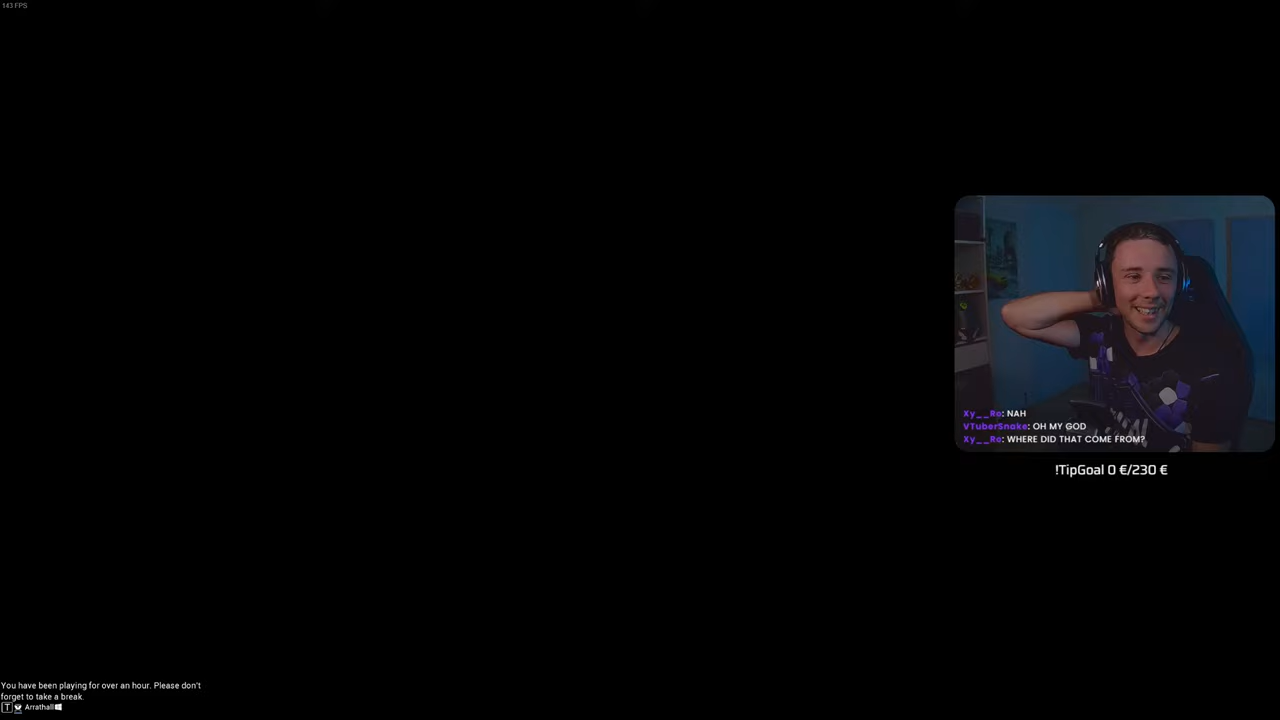 143 FPS
Xy__Ro: NAH
VTuberSnake: OH MY GOD
Xy__Ro: WHERE DID THAT COME FROM?
!TipGoal 0 €/230 €
You have been playing for over an hour. Please don't
forget to take a break.
T Arrathall